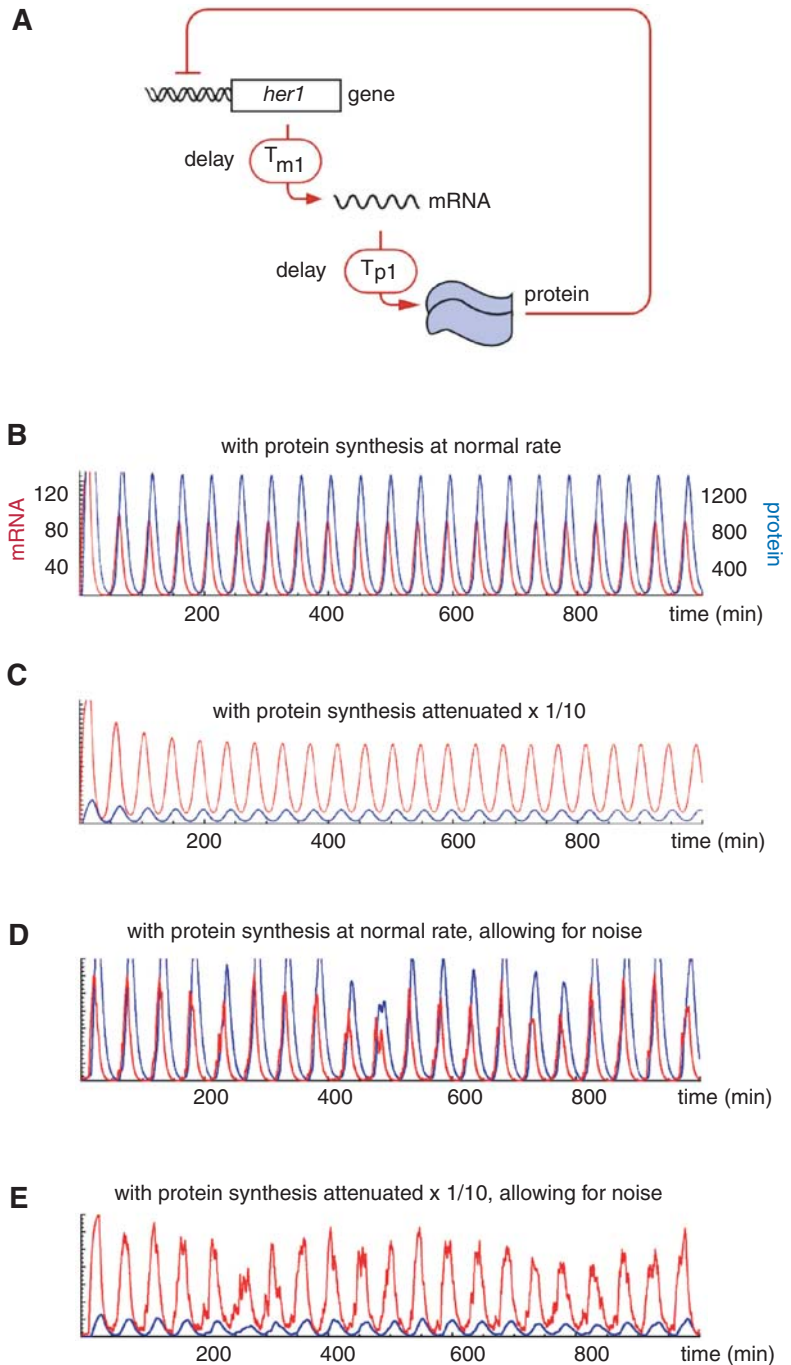 A
her1 gene
delay Tm1
mRNA
delay Tp1
protein
B
with protein synthesis at normal rate
mRNA
120
80
40
1200
800
400
protein
200 400 600 800 time (min)
C
with protein synthesis attenuated x 1/10
200 400 600 800 time (min)
D
with protein synthesis at normal rate, allowing for noise
200 400 600 800 time (min)
E
with protein synthesis attenuated x 1/10, allowing for noise
200 400 600 800 time (min)